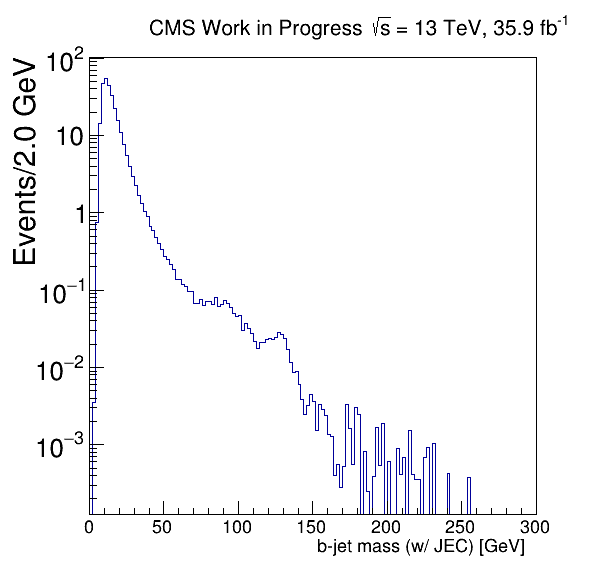 CMS Work in Progress √s = 13 TeV, 35.9 fb⁻¹
Events/2.0 GeV
10²
10
1
10⁻¹
10⁻²
10⁻³
0 50 100 150 200 250 300
b-jet mass (w/ JEC) [GeV]